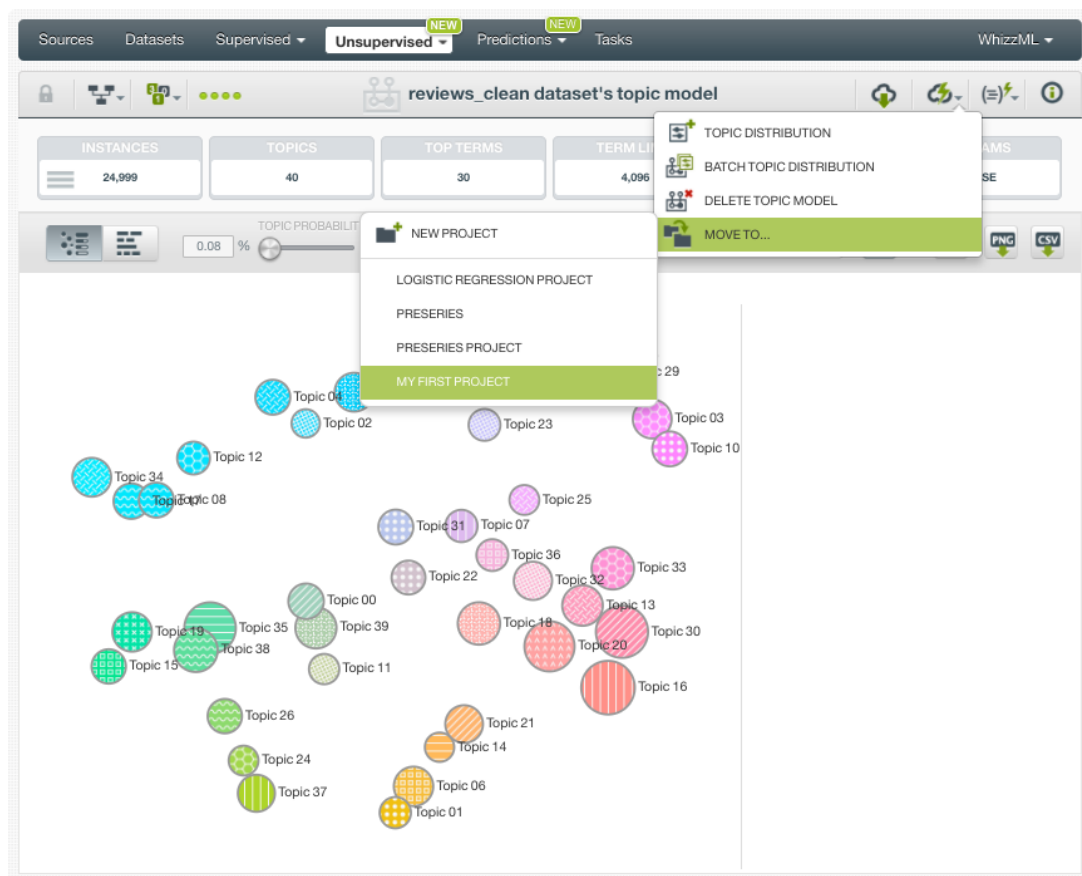 NEW
NEW
Sources Datasets Supervised Unsupervised Predictions Tasks WhizzML
reviews_clean dataset's topic model
INSTANCES TOPICS TOP TERMS
24,999 40 30 4,096
TOPIC DISTRIBUTION
BATCH TOPIC DISTRIBUTION
DELETE TOPIC MODEL
MOVE TO...
0.08 %
PNG CSV
NEW PROJECT
LOGISTIC REGRESSION PROJECT
PRESERIES
PRESERIES PROJECT
MY FIRST PROJECT
29
Topic 04
Topic 02
Topic 23
Topic 03
Topic 10
Topic 12
Topic 34
Topic 17
Topic 08
Topic 25
Topic 31
Topic 07
Topic 36
Topic 22
Topic 32
Topic 33
Topic 00
Topic 13
Topic 19
Topic 35
Topic 39
Topic 18
Topic 30
Topic 38
Topic 20
Topic 15
Topic 11
Topic 16
Topic 26
Topic 21
Topic 14
Topic 24
Topic 37
Topic 06
Topic 01